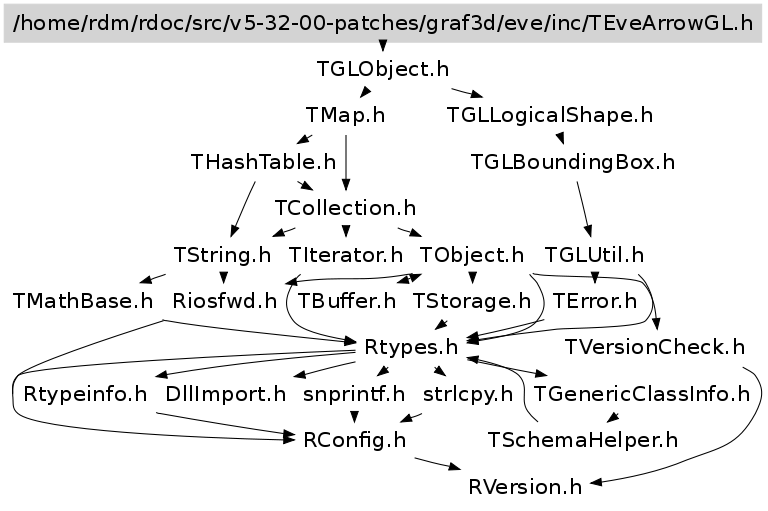 /home/rdm/rdoc/src/v5-32-00-patches/graf3d/eve/inc/TEveArrowGL.h
TGLObject.h
TMap.h TGLLogicalShape.h
THashTable.h TGLBoundingBox.h
TCollection.h
TString.h TIterator.h TObject.h TGLUtil.h
TMathBase.h Riosfwd.h TBuffer.h TStorage.h TError.h
Rtypes.h TVersionCheck.h
Rtypeinfo.h DllImport.h snprintf.h strlcpy.h TGenericClassInfo.h
RConfig.h TSchemaHelper.h
RVersion.h